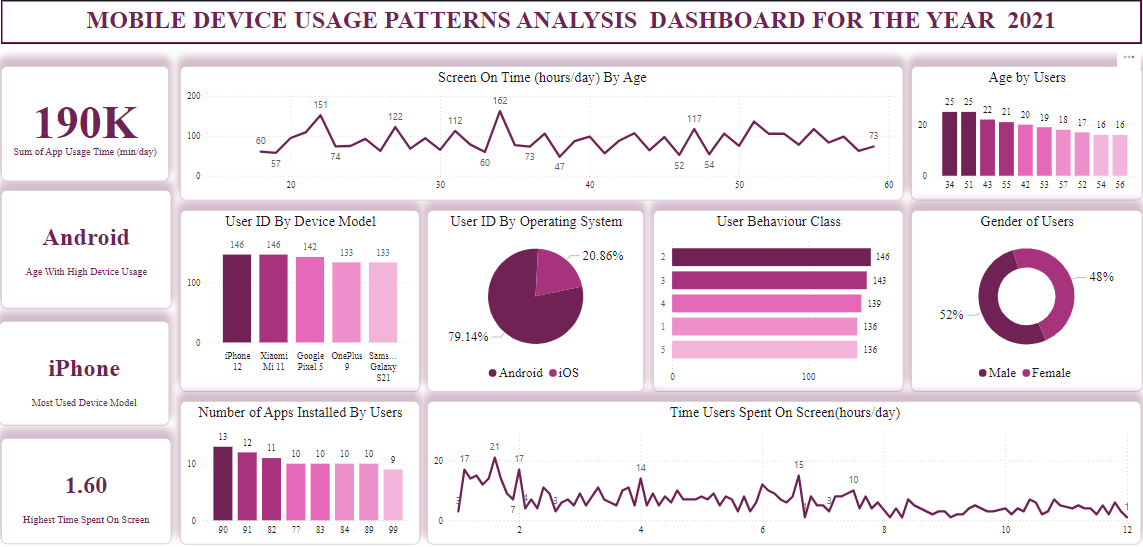 MOBILE DEVICE USAGE PATTERNS ANALYSIS DASHBOARD FOR THE YEAR 2021
190K
Sum of App Usage Time (min/day)
Android
Age With High Device Usage
iPhone
Most Used Device Model
1.60
Highest Time Spent On Screen
Screen On Time (hours/day) By Age
200
100
0
60
57
151
74
122
112
60
162
73
47
52
117
54
73
20 30 40 50 60
Age by Users
20
0
25 25 22 21 20 19 18 17 16 16
34 51 43 55 42 53 57 52 54 56
User ID By Device Model
100
0
146 146 142 133 133
iPhone 12
Xiaomi Mi 11
Google Pixel 5
OnePlus 9
Sams... Galaxy S21
User ID By Operating System
20.86%
79.14%
Android iOS
User Behaviour Class
2 146
3 143
4 139
1 136
5 136
0 100
Gender of Users
48%
52%
Male Female
Number of Apps Installed By Users
10
0
13 12 11 10 10 10 10 9
90 91 82 77 83 84 89 99
Time Users Spent On Screen(hours/day)
20
0
3
17
21
7
17
4
3
14
15
3
10
1
2 4 6 8 10 12